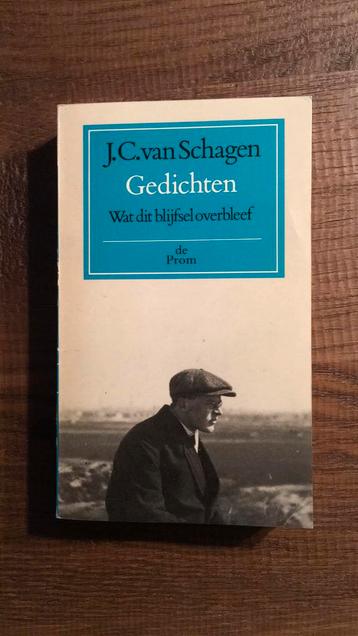 J.C. van Schagen
Gedichten
Wat dit blijfsel overbleef
de
Prom